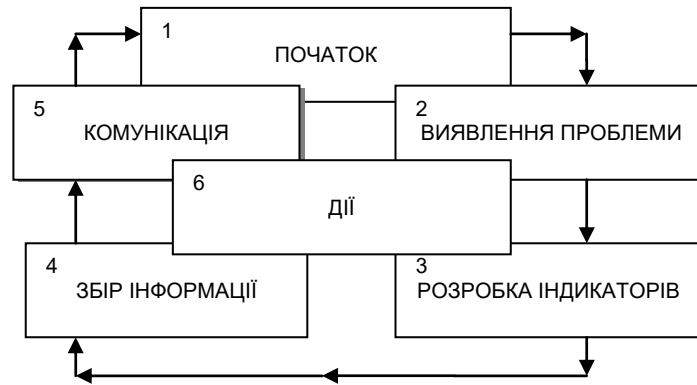 1
ПОЧАТОК
5
КОМУНІКАЦІЯ
2
ВИЯВЛЕННЯ ПРОБЛЕМИ
6
ДІЇ
4
ЗБІР ІНФОРМАЦІЇ
3
РОЗРОБКА ІНДИКАТОРІВ